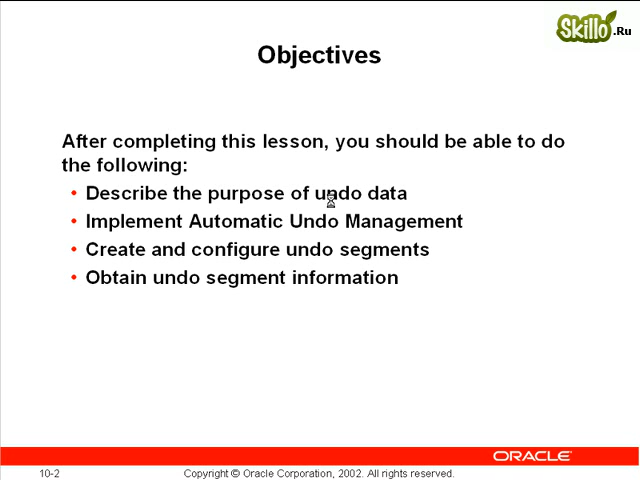 Skillo.Ru
Objectives
After completing this lesson, you should be able to do
the following:
• Describe the purpose of undo data
• Implement Automatic Undo Management
• Create and configure undo segments
• Obtain undo segment information
ORACLE®
10-2 Copyright © Oracle Corporation, 2002. All rights reserved.